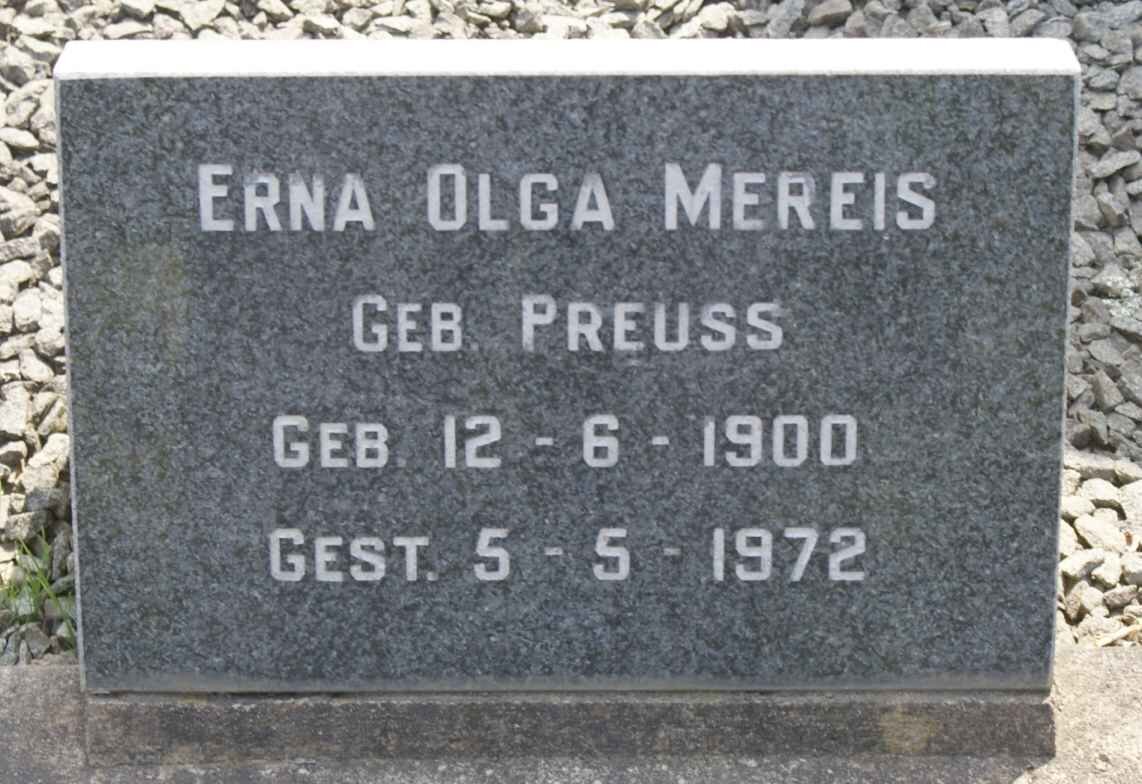 ERNA OLGA MEREIS
GEB. PREUSS
GEB. 12-6-1900
GEST. 5-5-1972